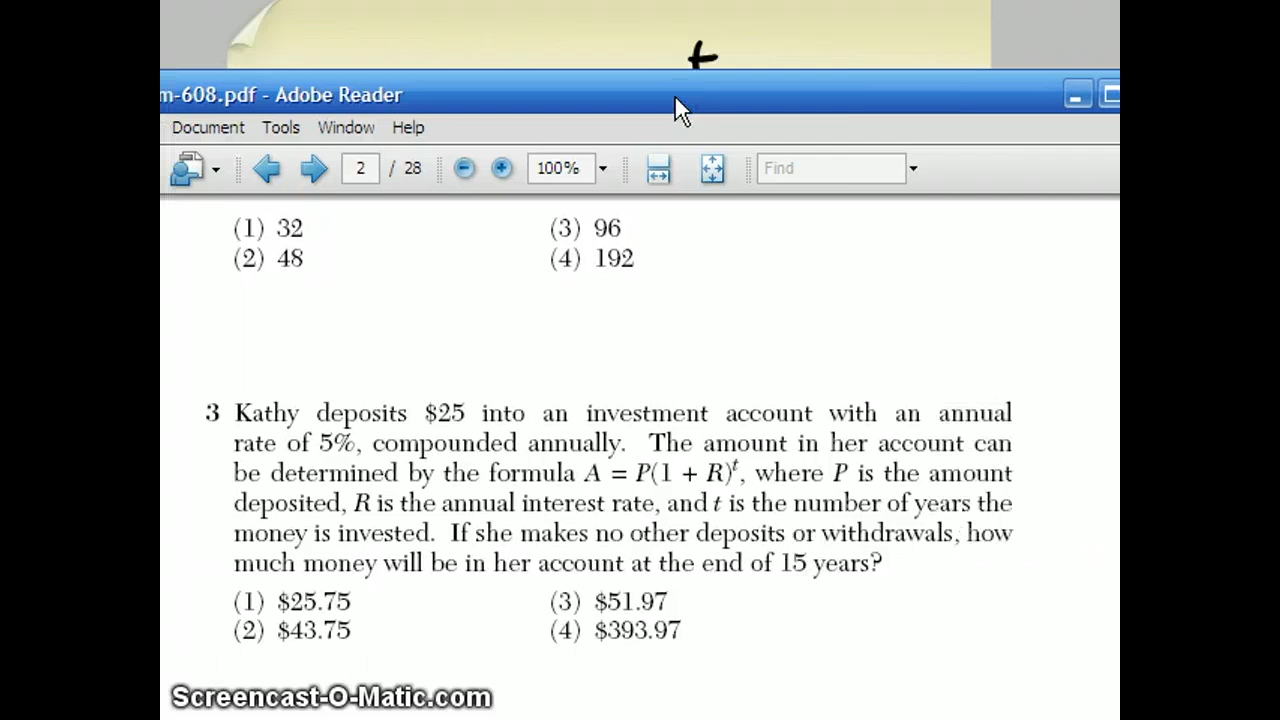 t
m-608.pdf - Adobe Reader
Document Tools Window Help
2 / 28 100% Find
(1) 32 (3) 96
(2) 48 (4) 192
3 Kathy deposits $25 into an investment account with an annual
rate of 5%, compounded annually. The amount in her account can
be determined by the formula A = P(1 + R)^t, where P is the amount
deposited, R is the annual interest rate, and t is the number of years the
money is invested. If she makes no other deposits or withdrawals, how
much money will be in her account at the end of 15 years?
(1) $25.75 (3) $51.97
(2) $43.75 (4) $393.97
Screencast-O-Matic.com